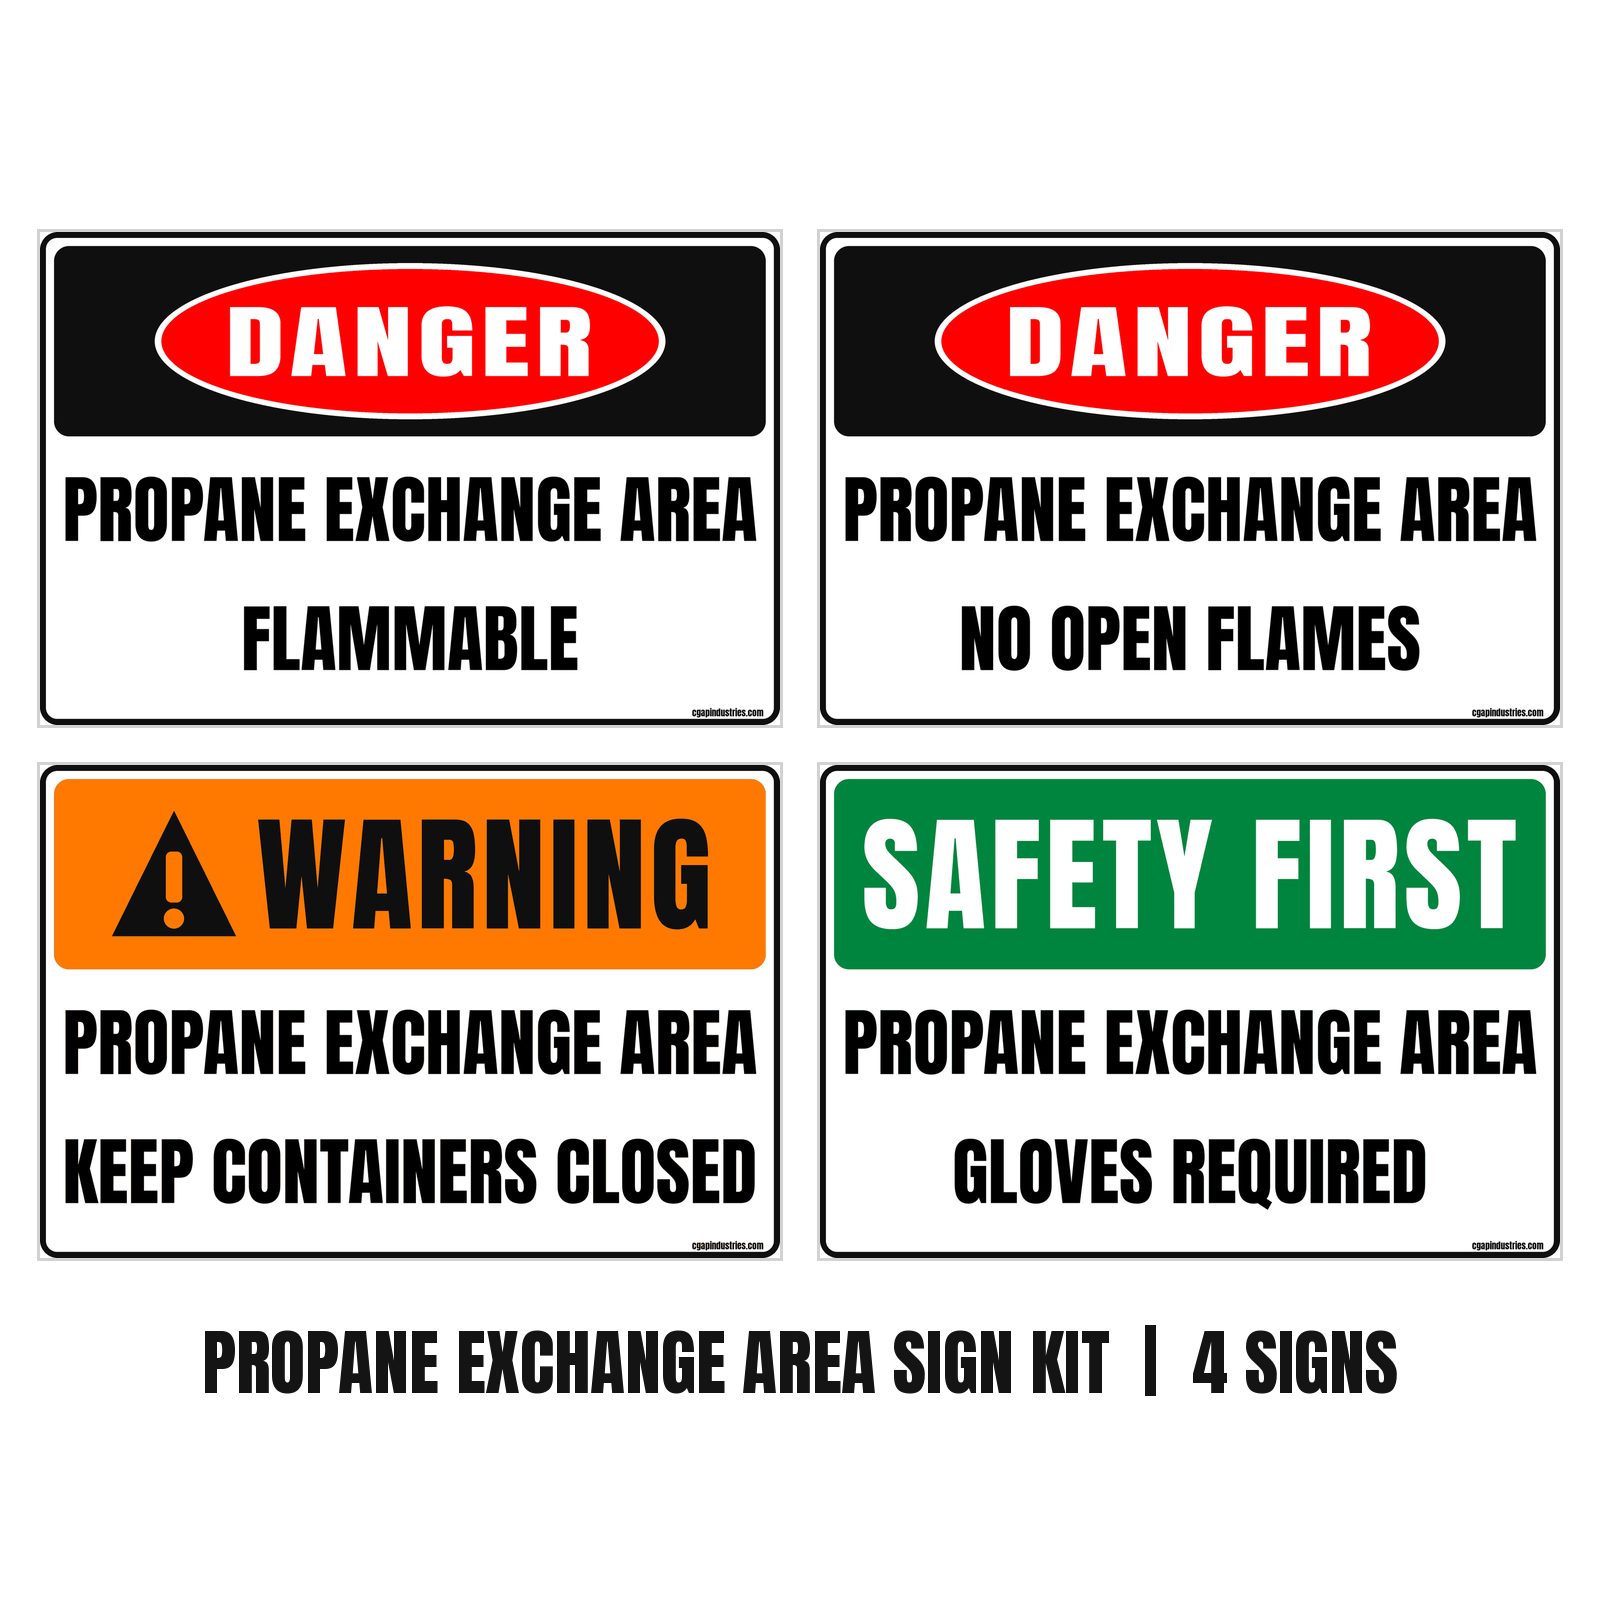 DANGER
PROPANE EXCHANGE AREA
FLAMMABLE
cgapindustries.com
DANGER
PROPANE EXCHANGE AREA
NO OPEN FLAMES
cgapindustries.com
WARNING
PROPANE EXCHANGE AREA
KEEP CONTAINERS CLOSED
cgapindustries.com
SAFETY FIRST
PROPANE EXCHANGE AREA
GLOVES REQUIRED
cgapindustries.com
PROPANE EXCHANGE AREA SIGN KIT | 4 SIGNS